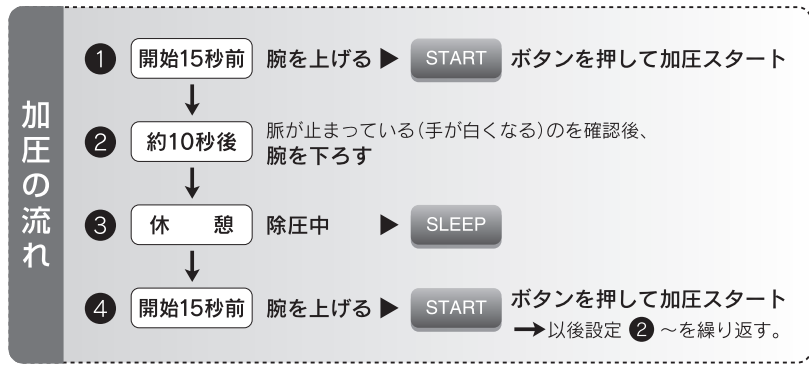 加圧の流れ
❶ 開始15秒前 腕を上げる ▶ START ボタンを押して加圧スタート
❷ 約10秒後 脈が止まっている(手が白くなる)のを確認後、
腕を下ろす
❸ 休 憩 除圧中 ▶ SLEEP
❹ 開始15秒前 腕を上げる ▶ START ボタンを押して加圧スタート
→以後設定 ❷ ～を繰り返す。